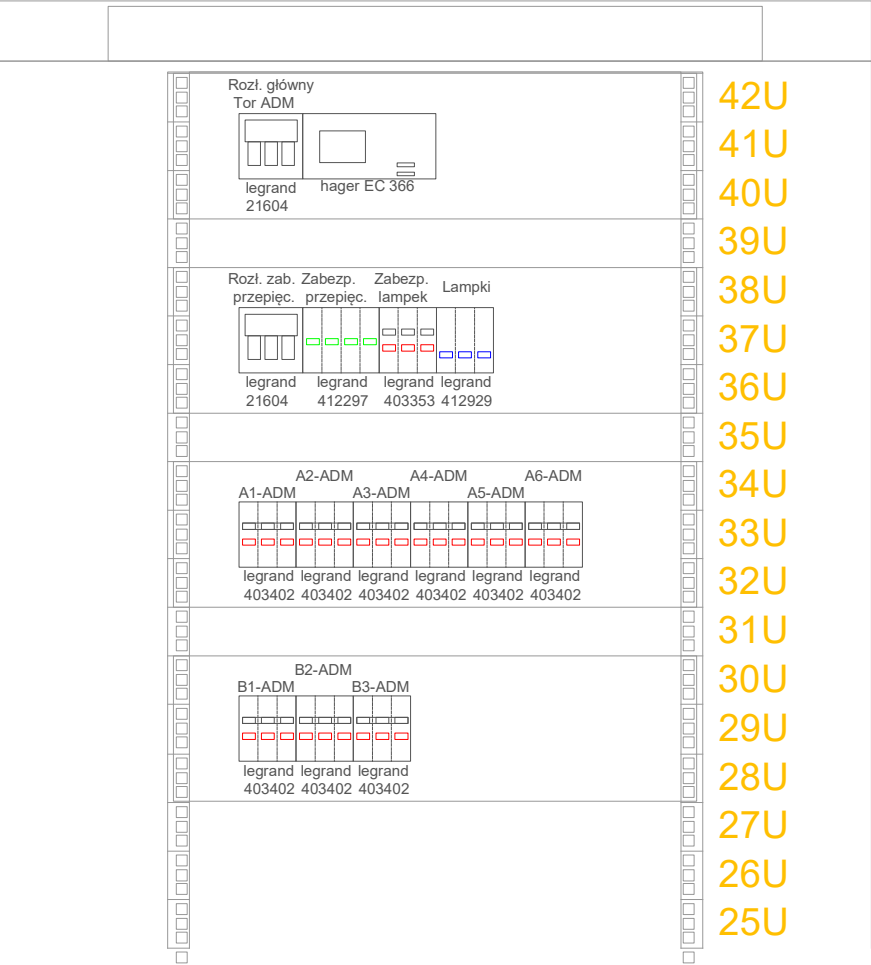 Rozł. główny
Tor ADM
legrand
21604
hager EC 366
42U
41U
40U
39U
Rozł. zab.
przepięc.
Zabezp.
przepięc.
Zabezp.
lampek
Lampki
legrand
21604
legrand
412297
legrand
403353
legrand
412929
38U
37U
36U
35U
A1-ADM
A2-ADM
A3-ADM
A4-ADM
A5-ADM
A6-ADM
legrand legrand legrand legrand legrand legrand
403402 403402 403402 403402 403402 403402
34U
33U
32U
31U
B1-ADM
B2-ADM
B3-ADM
legrand legrand legrand
403402 403402 403402
30U
29U
28U
27U
26U
25U